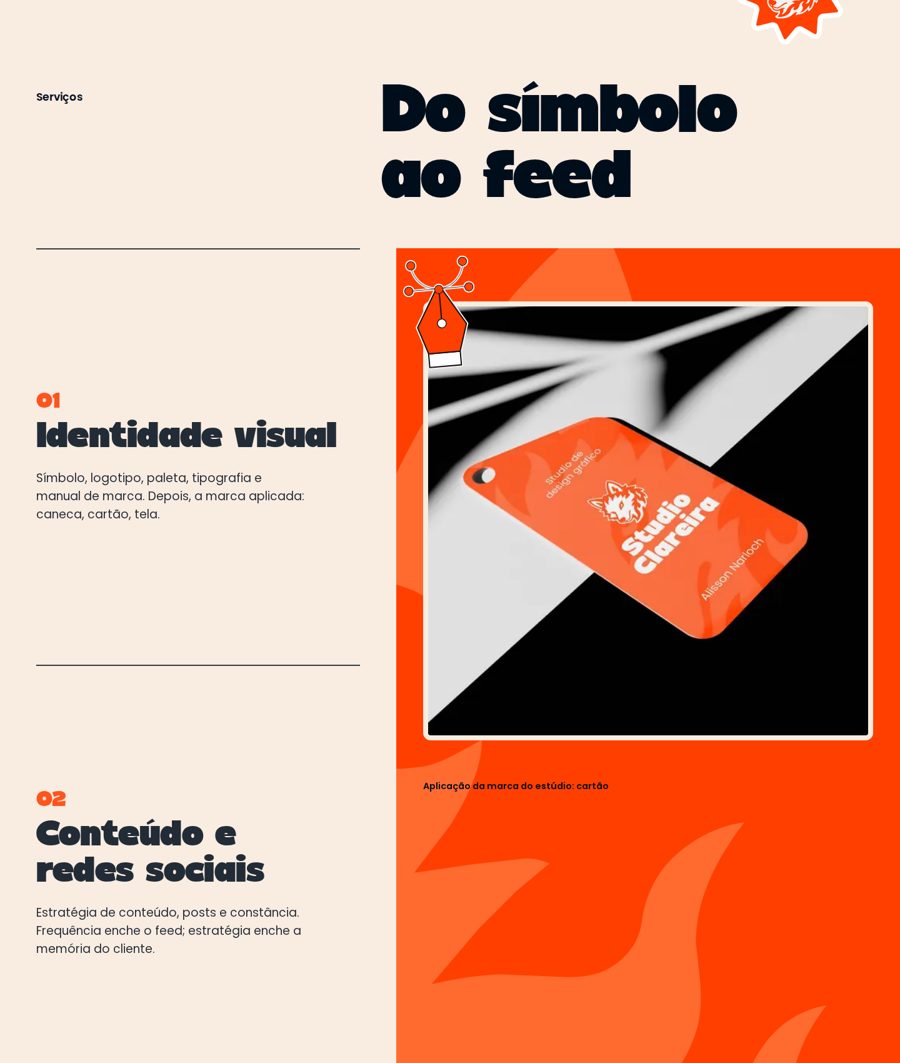 Serviços
Do símbolo
ao feed
01
Identidade visual
Símbolo, logotipo, paleta, tipografia e
manual de marca. Depois, a marca aplicada:
caneca, cartão, tela.
Studio de
design gráfico
Studio
Clareira
Alisson Narloch
Aplicação da marca do estúdio: cartão
02
Conteúdo e
redes sociais
Estratégia de conteúdo, posts e constância.
Frequência enche o feed; estratégia enche a
memória do cliente.